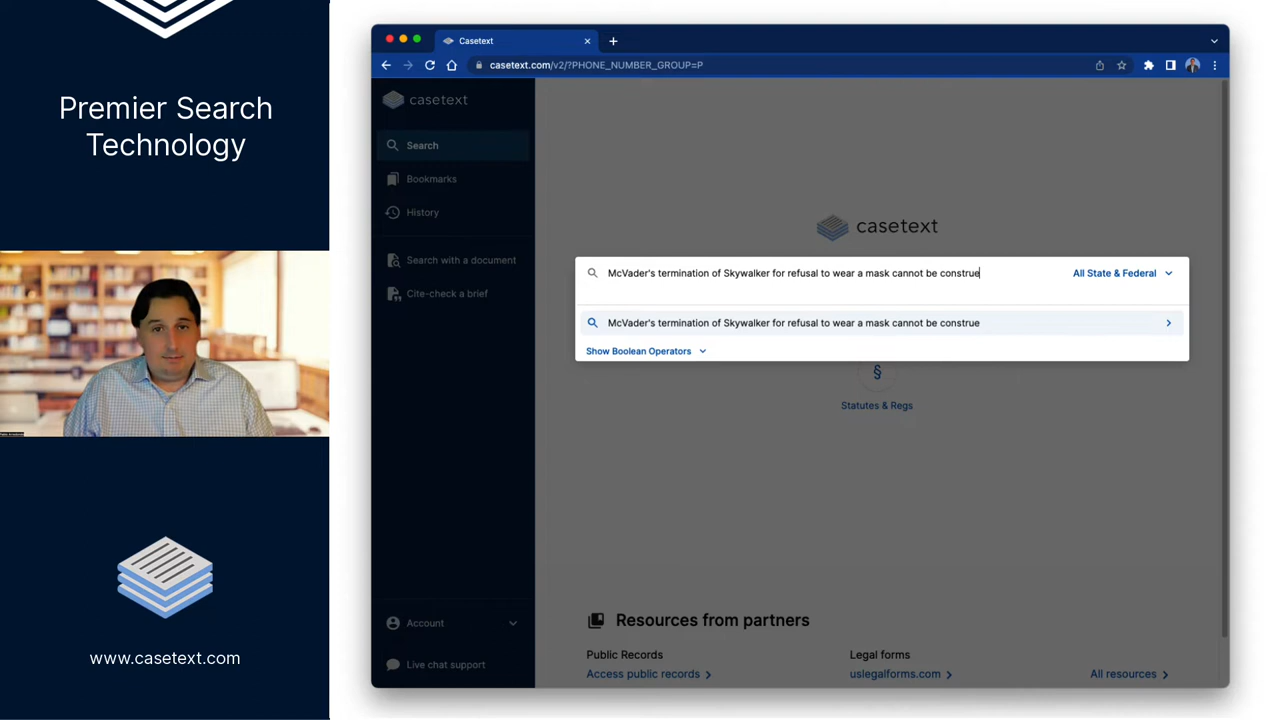 Premier Search
Technology
www.casetext.com
Casetext
casetext.com/v2/?PHONE_NUMBER_GROUP=P
casetext
Search
Bookmarks
History
Search with a document
Cite-check a brief
Account
Live chat support
casetext
McVader's termination of Skywalker for refusal to wear a mask cannot be construe
All State & Federal
McVader's termination of Skywalker for refusal to wear a mask cannot be construe
Show Boolean Operators
§
Statutes & Regs
Resources from partners
Public Records
Access public records
Legal forms
uslegalforms.com
All resources